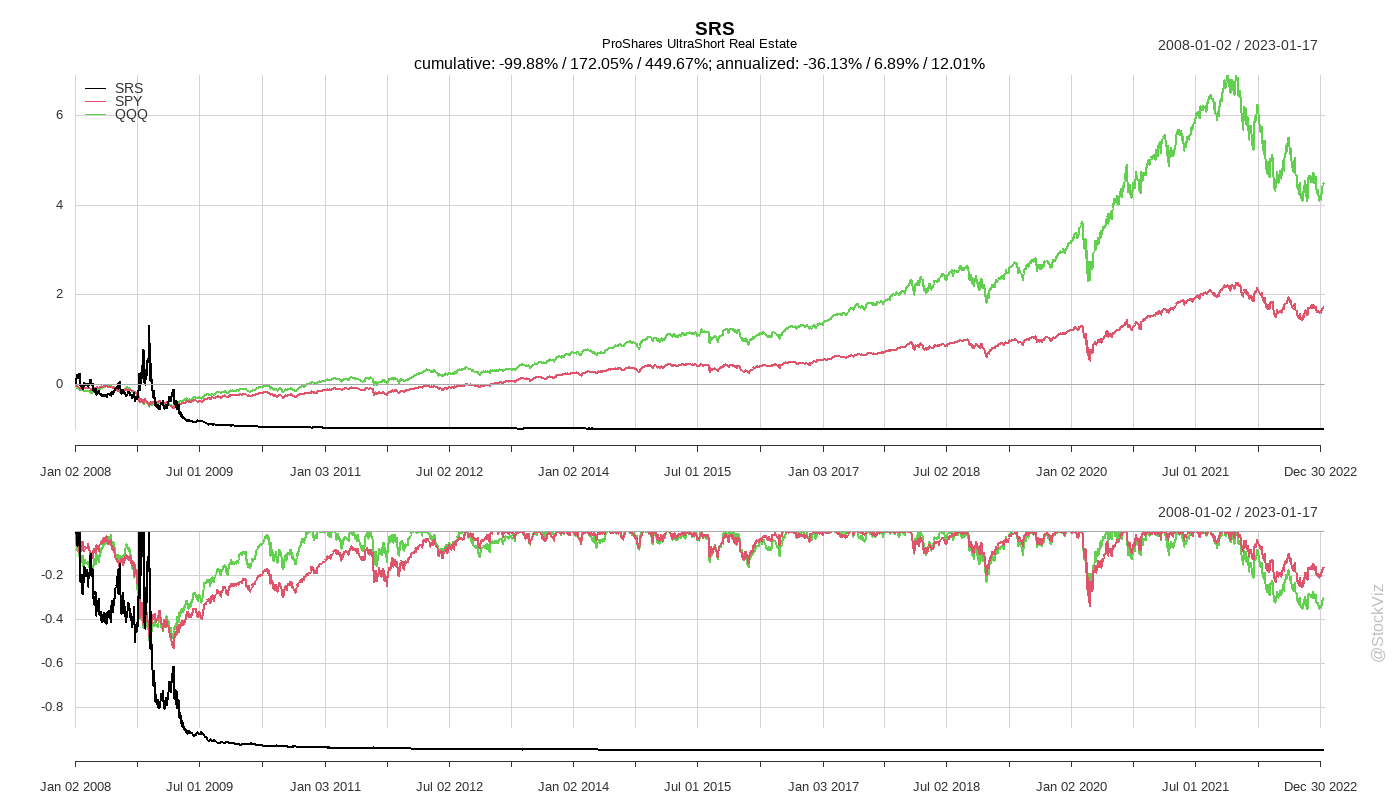 SRS
ProShares UltraShort Real Estate
2008-01-02 / 2023-01-17
cumulative: -99.88% / 172.05% / 449.67%; annualized: -36.13% / 6.89% / 12.01%
SRS
SPY
QQQ
6
4
2
0
Jan 02 2008 Jul 01 2009 Jan 03 2011 Jul 02 2012 Jan 02 2014 Jul 01 2015 Jan 03 2017 Jul 02 2018 Jan 02 2020 Jul 01 2021 Dec 30 2022
2008-01-02 / 2023-01-17
-0.2
-0.4
-0.6
-0.8
@StockViz
Jan 02 2008 Jul 01 2009 Jan 03 2011 Jul 02 2012 Jan 02 2014 Jul 01 2015 Jan 03 2017 Jul 02 2018 Jan 02 2020 Jul 01 2021 Dec 30 2022